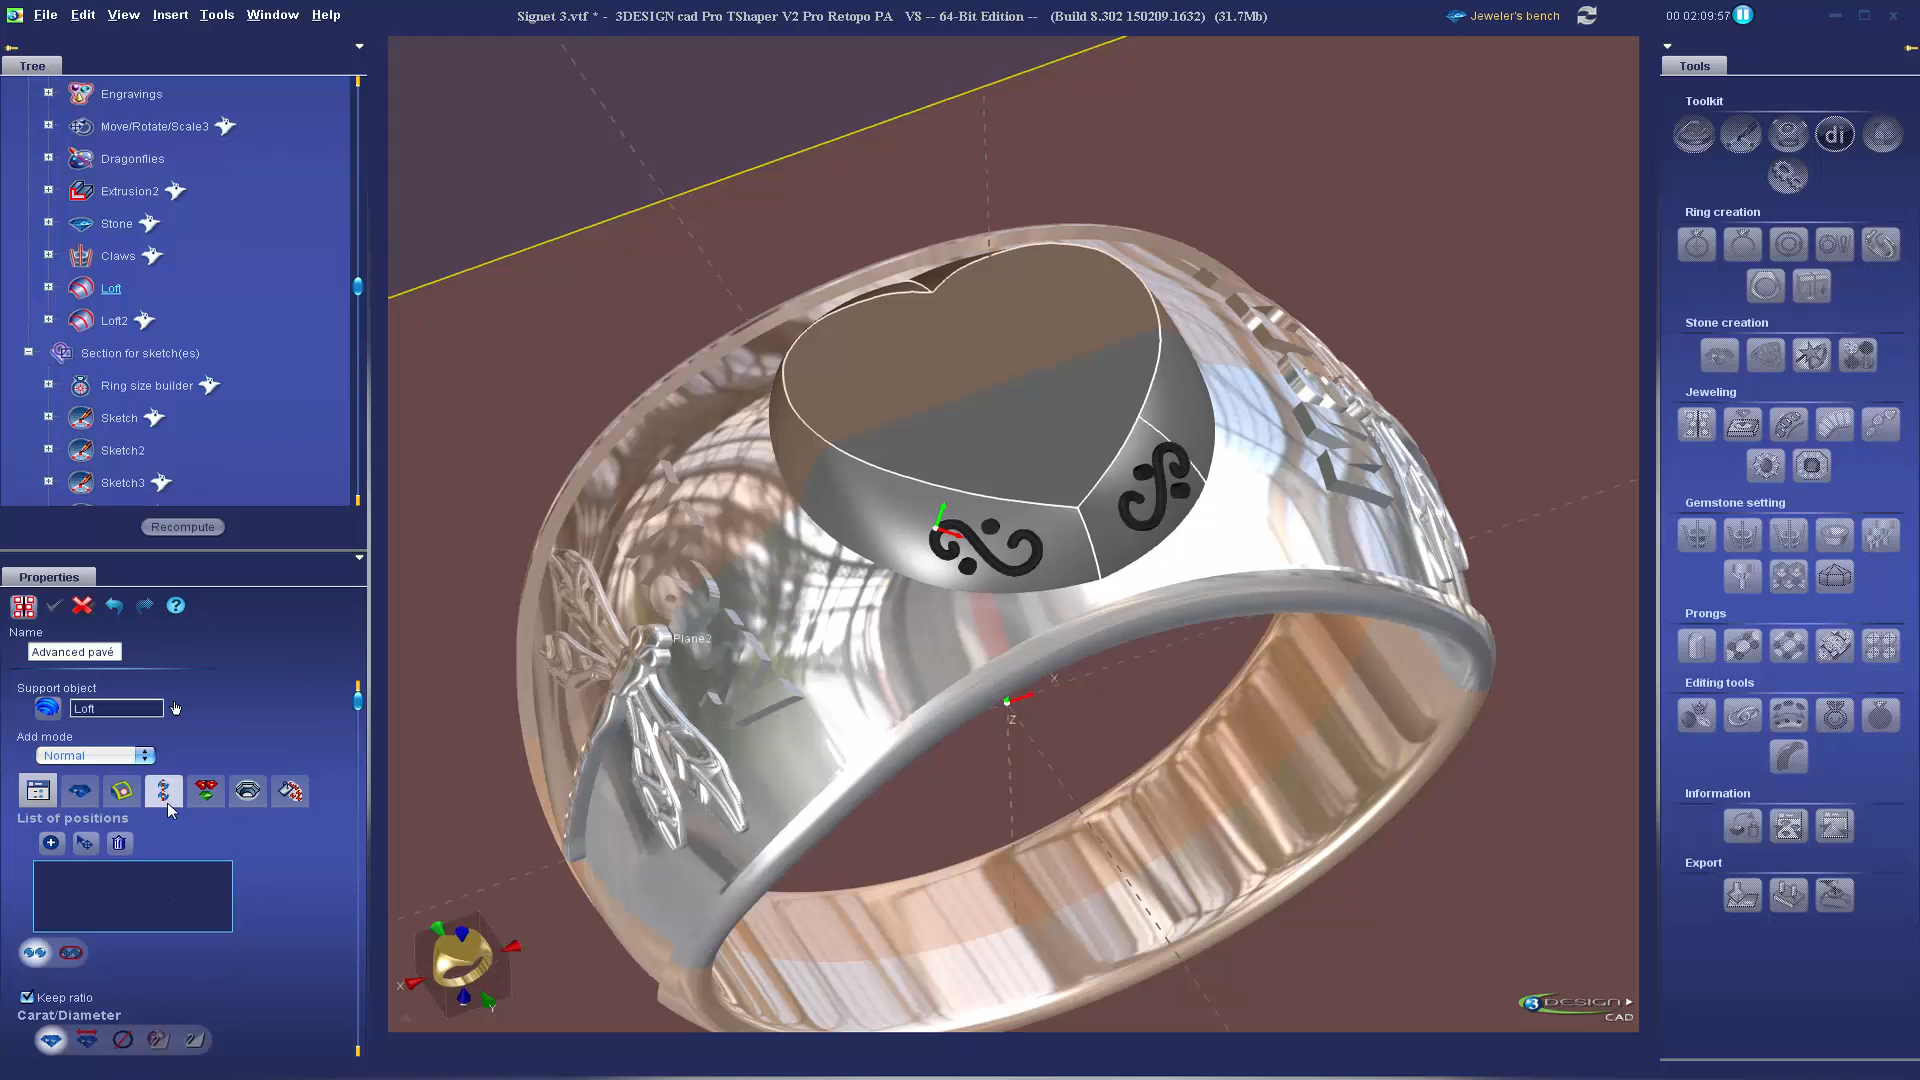 File Edit View Insert Tools Window Help
Signet 3.vtf * - 3DESIGN cad Pro TShaper V2 Pro Retopo PA V8 -- 64-Bit Edition -- (Build 8.302 150209.1632) (31.7Mb)
Jeweler's bench
00 02:09:57
Tree
Engravings
Move/Rotate/Scale3
Dragonflies
Extrusion2
Stone
Claws
Loft
Loft2
Section for sketch(es)
Ring size builder
Sketch
Sketch2
Sketch3
Recompute
Properties
Name
Advanced pavé
Support object
Loft
Add mode
Normal
List of positions
Keep ratio
Carat/Diameter
Plane2
X
Z
X
Y
3DESIGN
CAD
Tools
Toolkit
di
Ring creation
Stone creation
Jeweling
Gemstone setting
Prongs
Editing tools
Information
Export